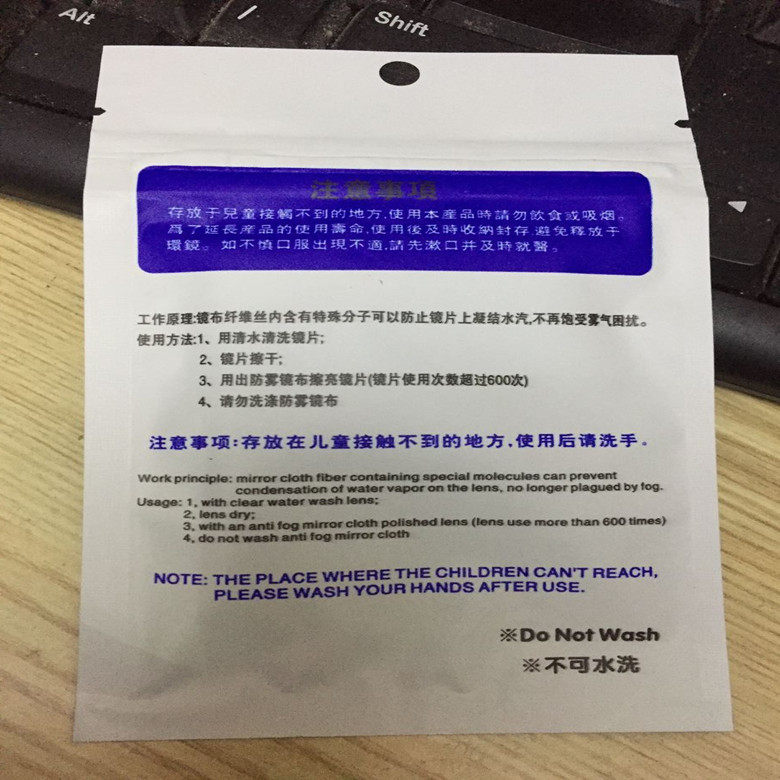 Alt
/
Shift
注意事項
存放于兒童接觸不到的地方,使用本産品時請勿飲食或吸烟。
爲了延長産品的使用壽命,使用後及時收納封存避免釋放于
環鏡。如不慎口服出現不適,請先漱口并及時就醫。
工作原理:镜布纤维丝内含有特殊分子可以防止镜片上凝结水汽,不再饱受雾气困扰。
使用方法:1、用清水清洗镜片;
2、镜片擦干;
3、用出防雾镜布擦亮镜片(镜片使用次数超过600次)
4、请勿洗涤防雾镜布
注意事项:存放在儿童接触不到的地方,使用后请洗手。
Work principle: mirror cloth fiber containing special molecules can prevent
condensation of water vapor on the lens, no longer plagued by fog.
Usage: 1, with clear water wash lens;
2, lens dry;
3, with an anti fog mirror cloth polished lens (lens use more than 600 times)
4, do not wash anti fog mirror cloth
NOTE: THE PLACE WHERE THE CHILDREN CAN'T REACH,
PLEASE WASH YOUR HANDS AFTER USE.
※Do Not Wash
※不可水洗